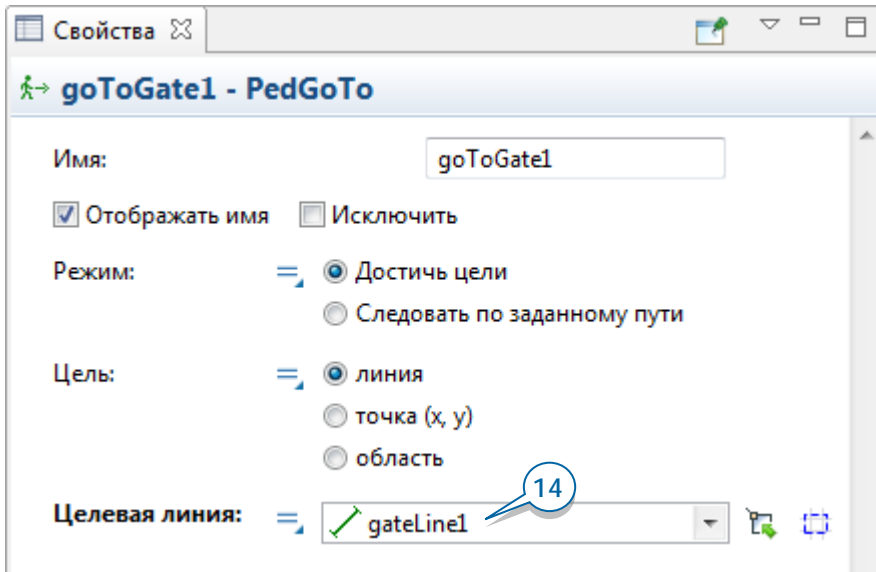 Свойства
goToGate1 - PedGoTo
Имя: goToGate1
Отображать имя Исключить
Режим: Достичь цели
Следовать по заданному пути
Цель: линия
точка (x, y)
область
14
Целевая линия: gateLine1